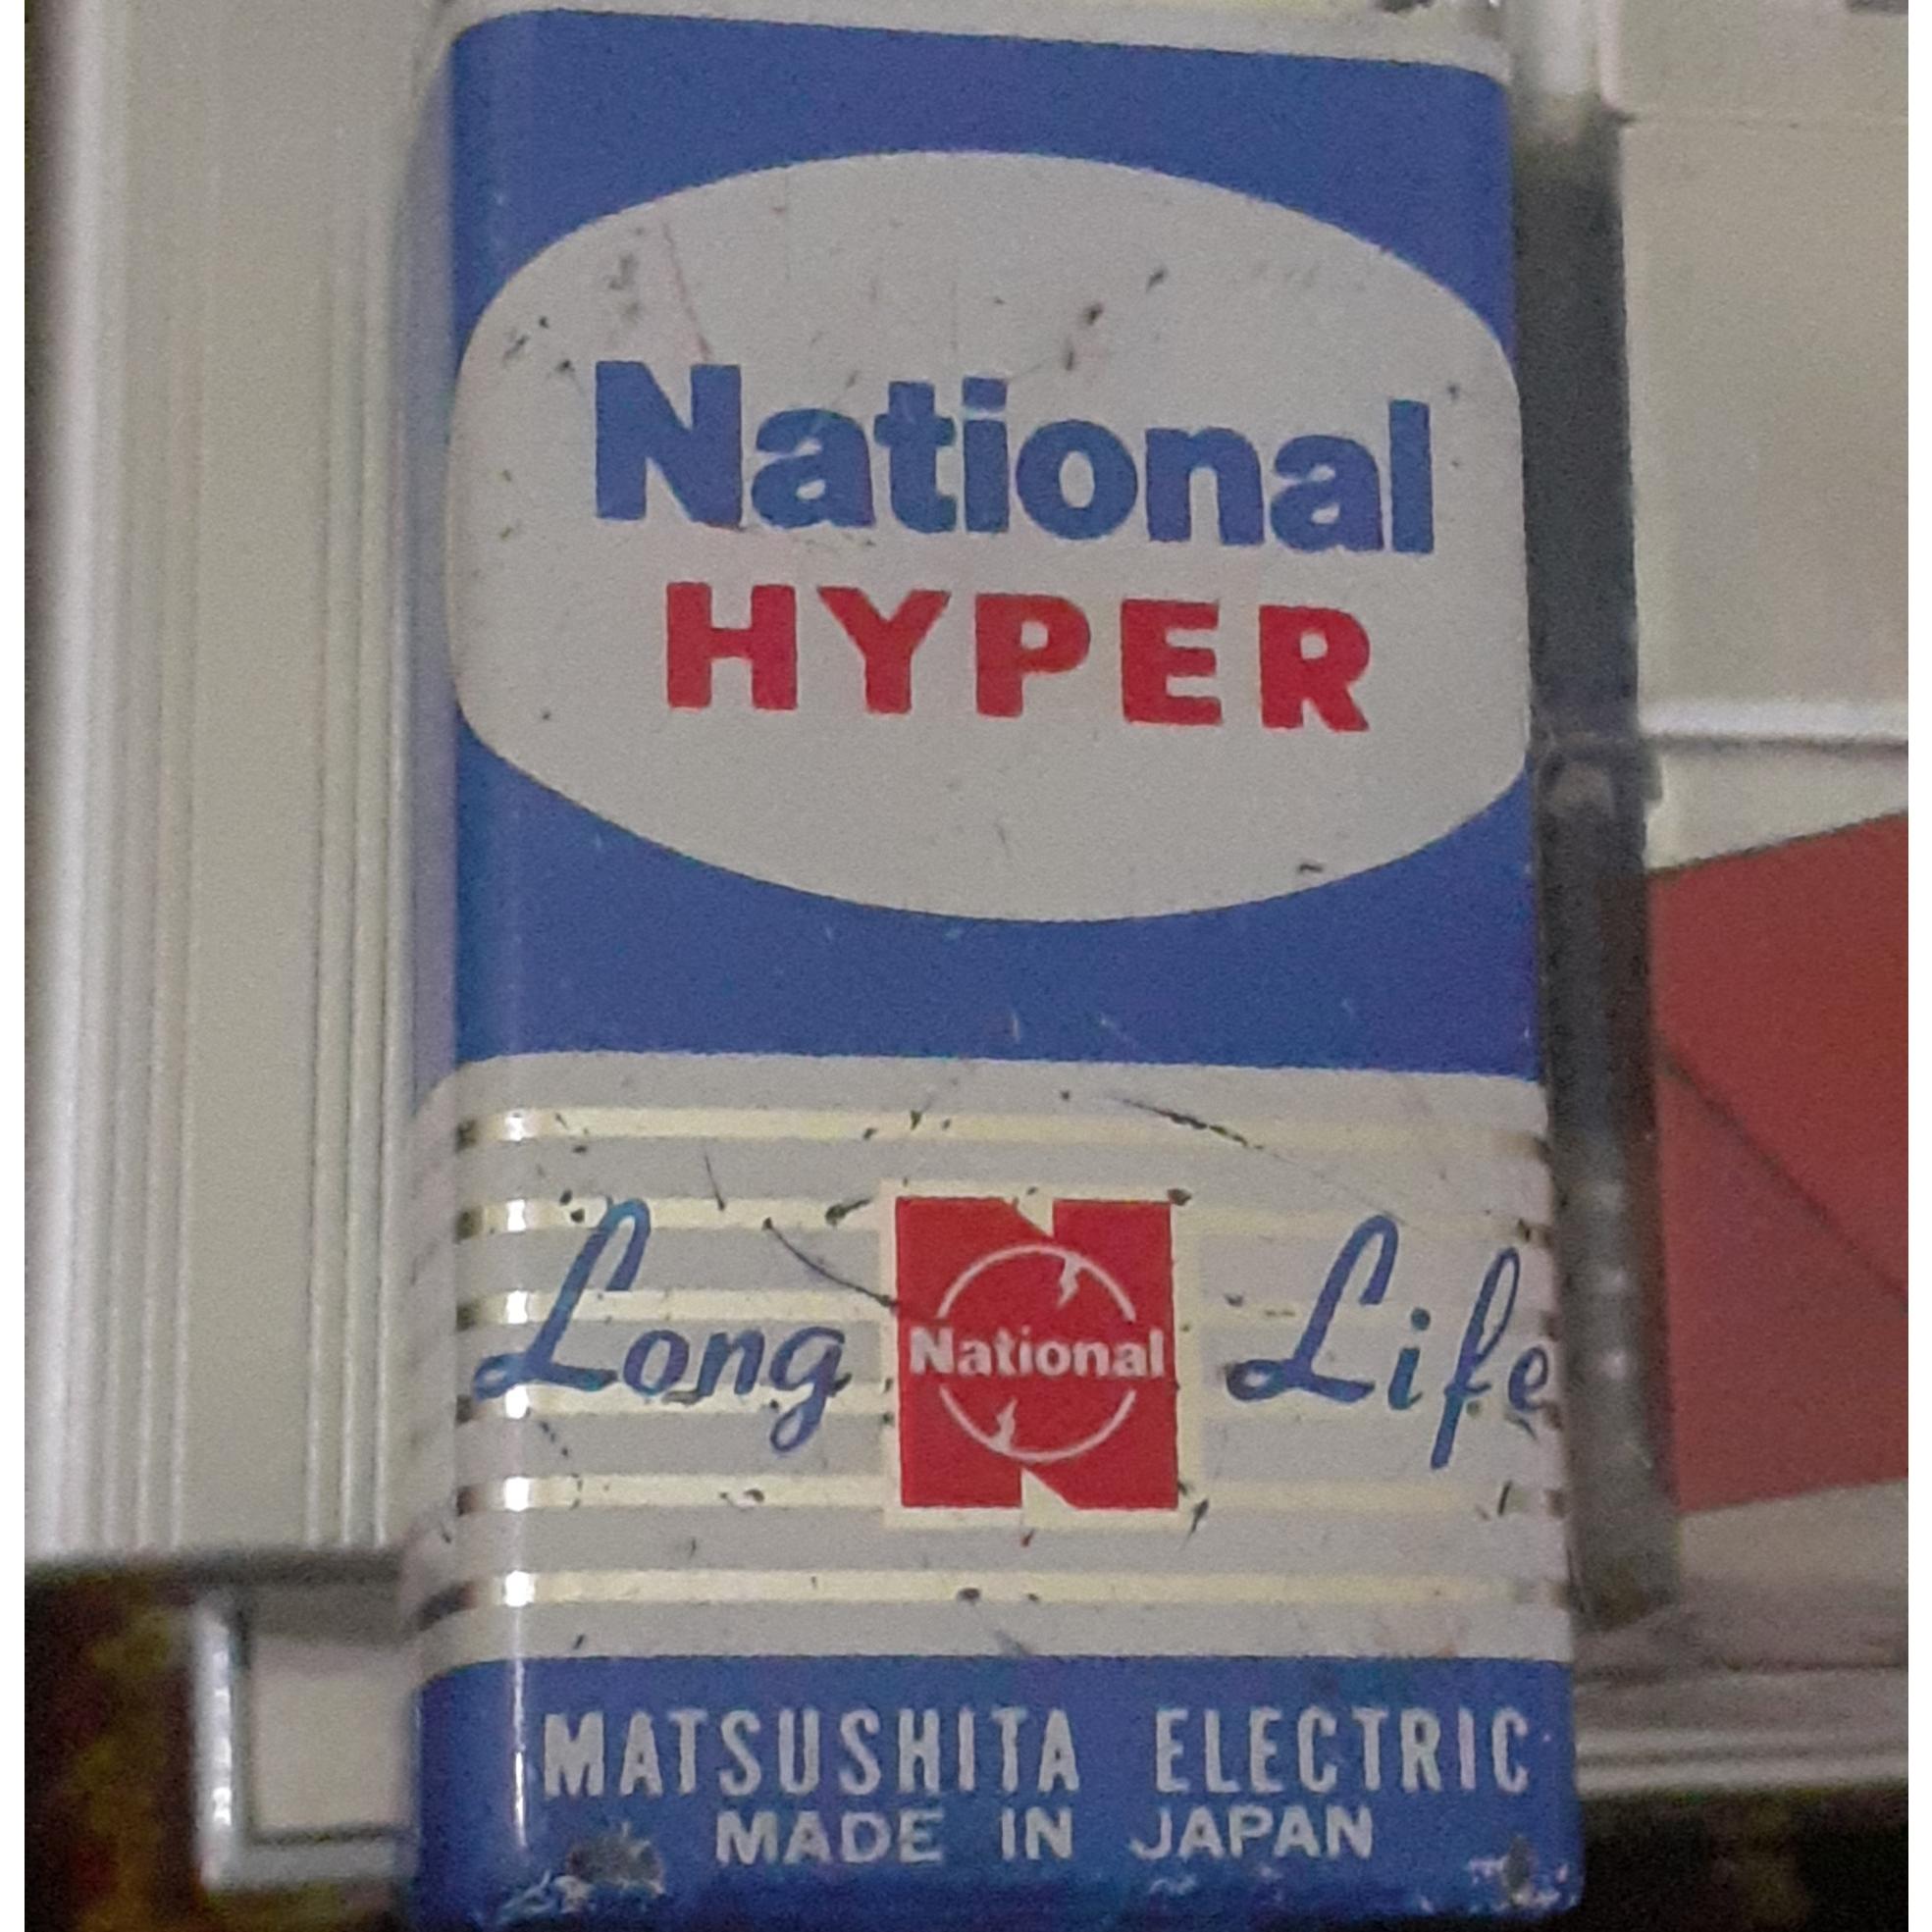 National
HYPER
Long National Life
MATSUSHITA ELECTRIC
MADE IN JAPAN